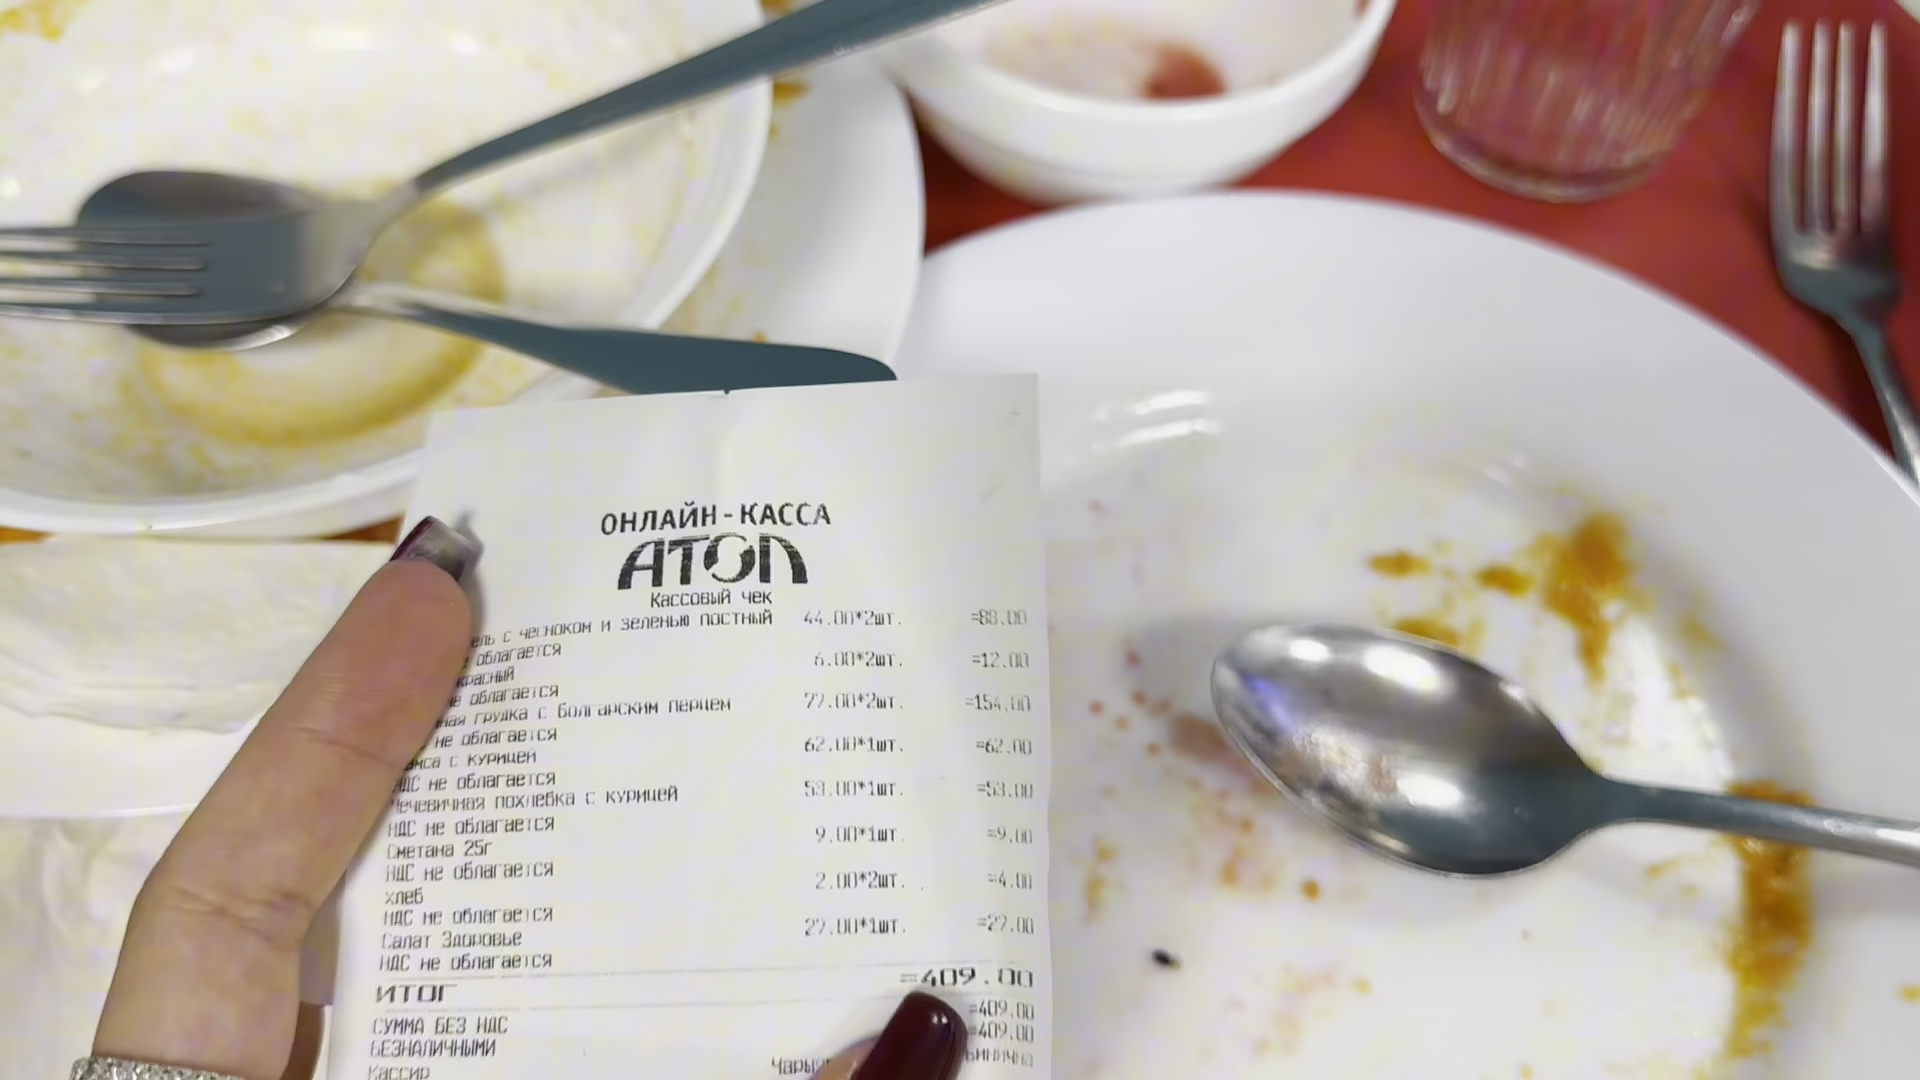 ОНЛАЙН-КАССА
АТОЛ
Кассовый чек
ель с чесноком и зеленью постный 44.00*2шт. =88.00
облагается
красный 6.00*2шт. =12.00
не облагается
ная грудка с Болгарским перцем 77.00*2шт. =154.00
не облагается
с курицей 62.00*1шт. =62.00
НДС не облагается
Чечевичная похлебка с курицей 53.00*1шт. =53.00
НДС не облагается
Сметана 25г 9.00*1шт. =9.00
НДС не облагается
хлеб 2.00*2шт. =4.00
НДС не облагается
Салат Здоровье 27.00*1шт. =27.00
НДС не облагается
ИТОГ =409.00
СУММА БЕЗ НДС =409.00
БЕЗНАЛИЧНЫМИ =409.00
Кассир